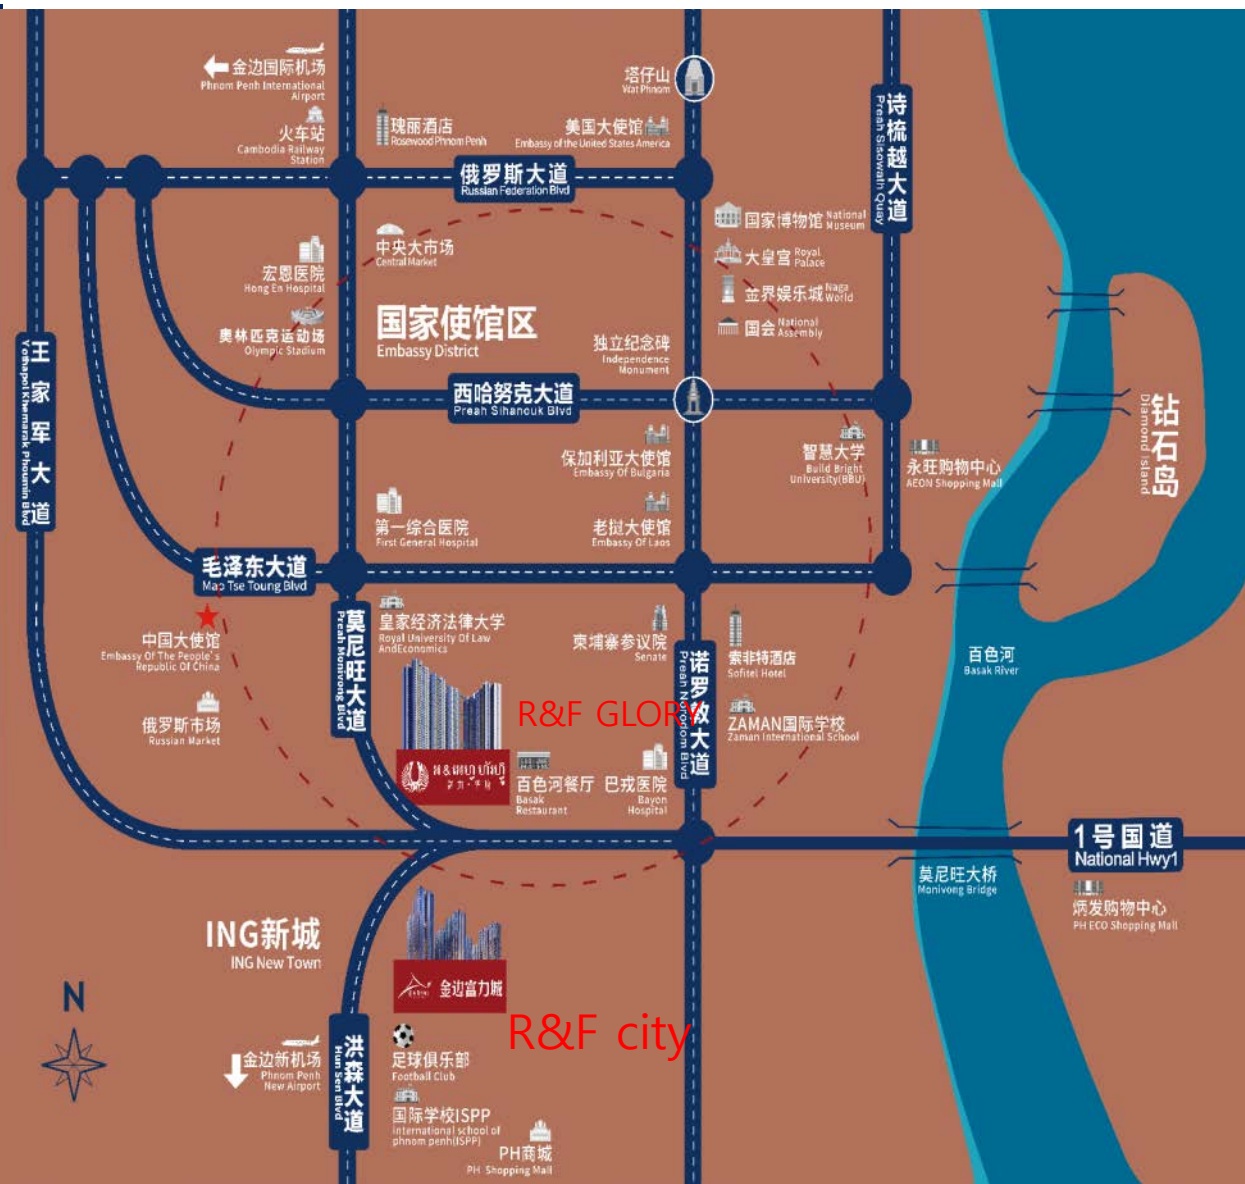 金边国际机场
Phnom Penh International
Airport
火车站
Cambodia Railway
Station
瑰丽酒店
Rosewood Phnom Penh
塔仔山
Wat Phnom
美国大使馆
Embassy of the United States America
诗梳越大道
Preah Sisowath Quay
俄罗斯大道
Russian Federation Blvd
国家博物馆 National
Museum
大皇宫 Royal
Palace
金界娱乐城 Naga
World
国会 National
Assembly
中央大市场
Central Market
宏恩医院
Hong En Hospital
奥林匹克运动场
Olympic Stadium
国家使馆区
Embassy District
独立纪念碑
Independence
Monument
王家军大道
Yothapol Khemarak Phoumin Blvd
西哈努克大道
Preah Sihanouk Blvd
钻石岛
Diamond Island
保加利亚大使馆
Embassy Of Bulgaria
智慧大学
Build Bright
University(BBU)
永旺购物中心
AEON Shopping Mall
第一综合医院
First General Hospital
老挝大使馆
Embassy Of Laos
毛泽东大道
Mao Tse Toung Blvd
中国大使馆
Embassy Of The People's
Republic Of China
莫尼旺大道
Preah Monivong Blvd
皇家经济法律大学
Royal University Of Law
AndEconomics
柬埔寨参议院
Senate
诺罗敦大道
Preah Norodom Blvd
索非特酒店
Sofitel Hotel
百色河
Basak River
俄罗斯市场
Russian Market
R&F GLORY
ZAMAN国际学校
Zaman International School
百色河餐厅
Basak
Restaurant
巴戎医院
Bayon
Hospital
1号国道
National Hwy1
莫尼旺大桥
Monivong Bridge
炳发购物中心
PH ECO Shopping Mall
ING新城
ING New Town
金边富力城
R&F city
N
金边新机场
Phnom Penh
New Airport
洪森大道
Hun Sen Blvd
足球俱乐部
Football Club
国际学校ISPP
international school of
phnom penh(ISPP)
PH商城
PH Shopping Mall